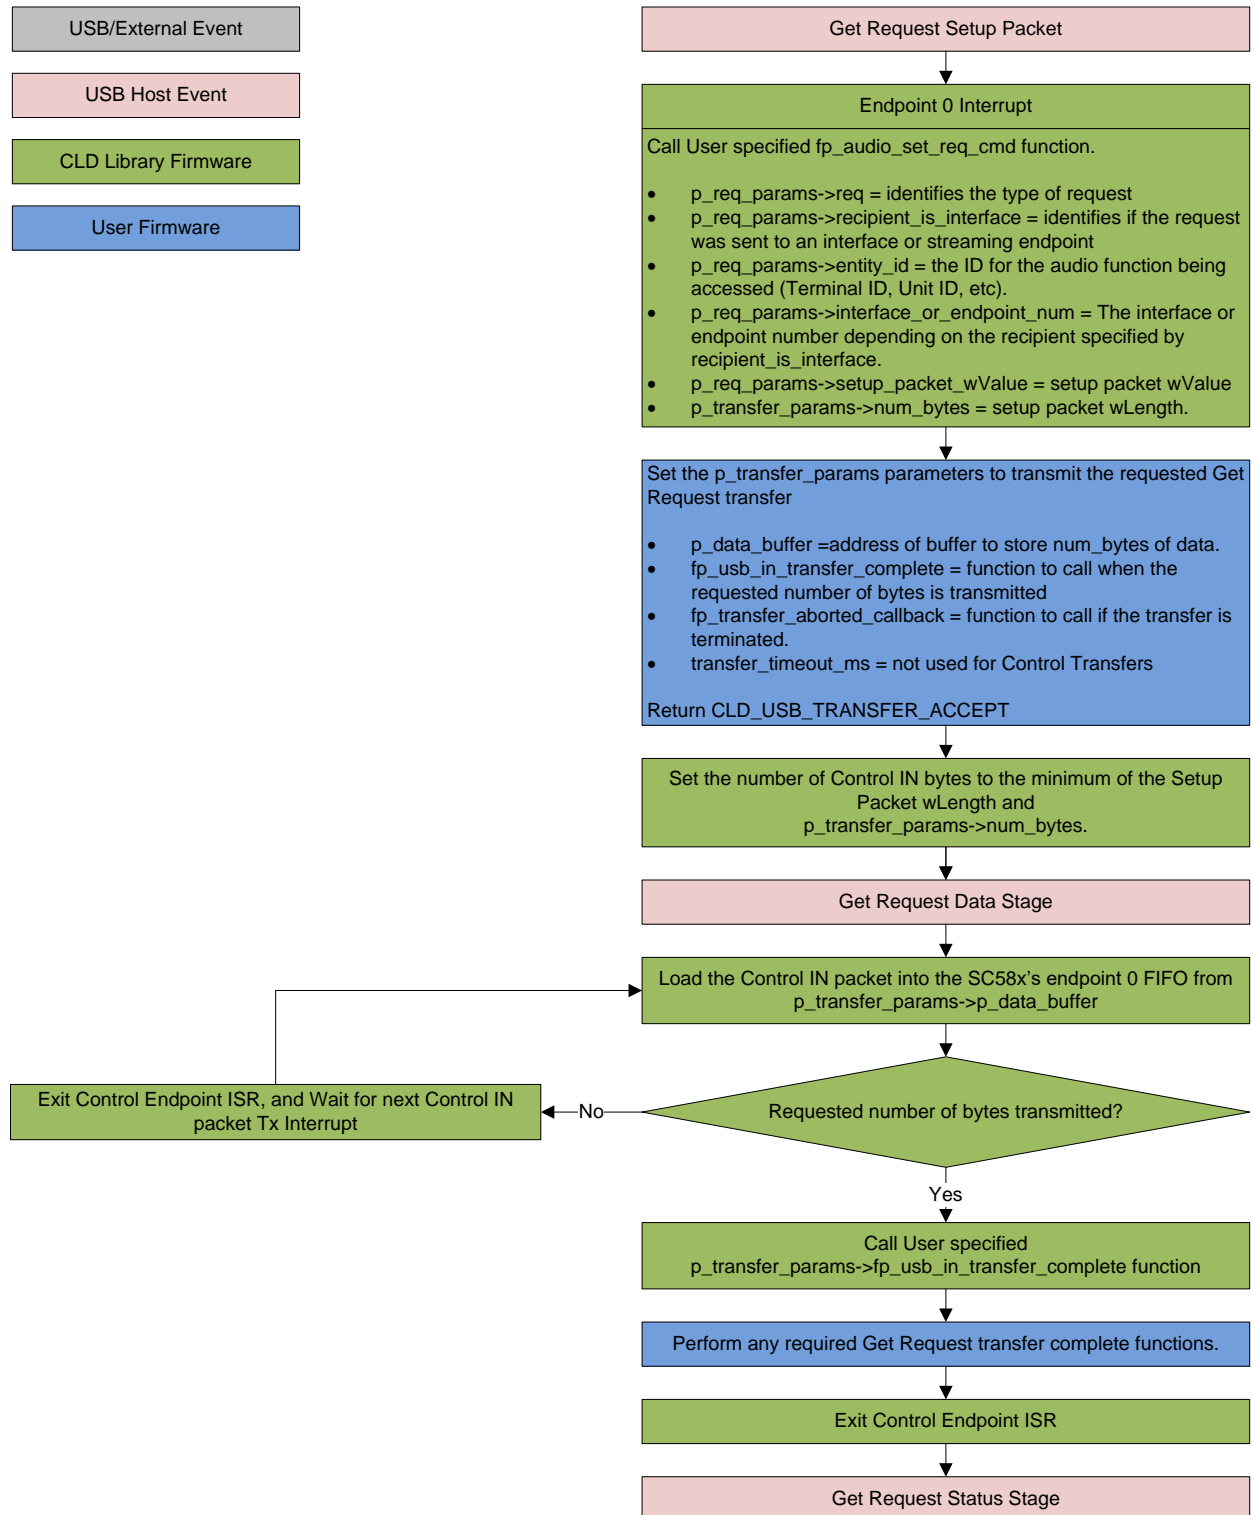 USB/External Event
USB Host Event
CLD Library Firmware
User Firmware
Get Request Setup Packet
Endpoint 0 Interrupt
Call User specified fp_audio_set_req_cmd function.
• p_req_params->req = identifies the type of request
• p_req_params->recipient_is_interface = identifies if the request
was sent to an interface or streaming endpoint
• p_req_params->entity_id = the ID for the audio function being
accessed (Terminal ID, Unit ID, etc).
• p_req_params->interface_or_endpoint_num = The interface or
endpoint number depending on the recipient specified by
recipient_is_interface.
• p_req_params->setup_packet_wValue = setup packet wValue
• p_transfer_params->num_bytes = setup packet wLength.
Set the p_transfer_params parameters to transmit the requested Get
Request transfer
• p_data_buffer =address of buffer to store num_bytes of data.
• fp_usb_in_transfer_complete = function to call when the
requested number of bytes is transmitted
• fp_transfer_aborted_callback = function to call if the transfer is
terminated.
• transfer_timeout_ms = not used for Control Transfers
Return CLD_USB_TRANSFER_ACCEPT
Set the number of Control IN bytes to the minimum of the Setup
Packet wLength and
p_transfer_params->num_bytes.
Get Request Data Stage
Load the Control IN packet into the SC58x's endpoint 0 FIFO from
p_transfer_params->p_data_buffer
Exit Control Endpoint ISR, and Wait for next Control IN
packet Tx Interrupt
No
Requested number of bytes transmitted?
Yes
Call User specified
p_transfer_params->fp_usb_in_transfer_complete function
Perform any required Get Request transfer complete functions.
Exit Control Endpoint ISR
Get Request Status Stage